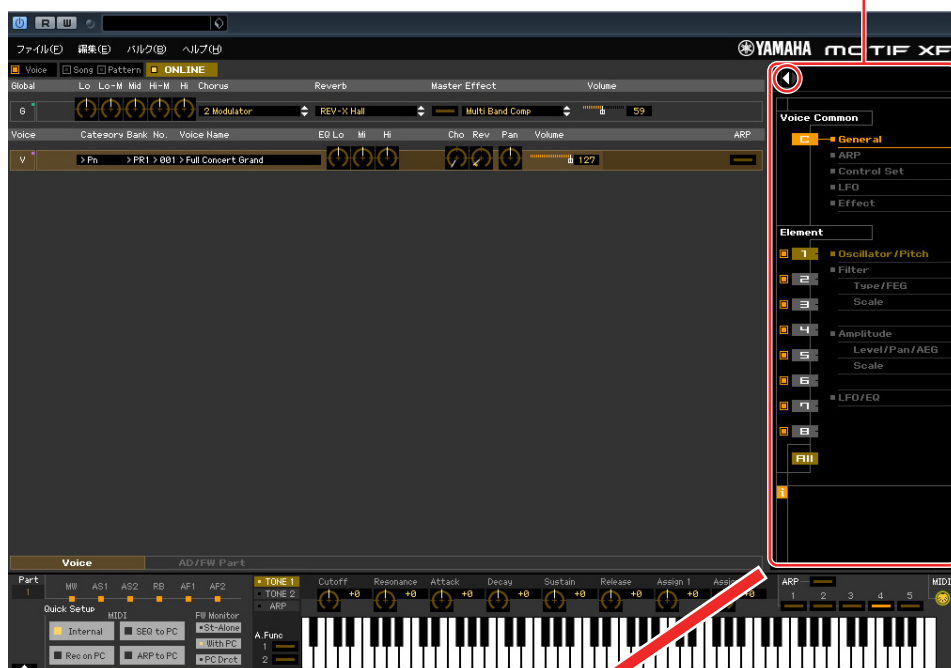 R W
ファイル(F) 編集(E) バルク(B) ヘルプ(H)
YAMAHA MOTIF XF
Voice Song Pattern ONLINE
Global Lo Lo-M Mid Hi-M Hi Chorus Reverb Master Effect Volume
G 2 Modulator REV-X Hall Multi Band Comp 59
Voice Category Bank No. Voice Name EQ Lo Mi Hi Cho Rev Pan Volume ARP
V Pn PR1 001 Full Concert Grand 127
Voice Common
C General
ARP
Control Set
LFO
Effect
Element
1 Oscillator/Pitch
2 Filter
Type/FEG
3 Scale
4 Amplitude
5 Level/Pan/AEG
Scale
6
7 LFO/EQ
8
All
i
Voice AD/FW Part
Part 1
MW AS1 AS2 RB AF1 AF2
TONE 1
TONE 2
ARP
Cutoff +0 Resonance +0 Attack +0 Decay +0 Sustain +0 Release +0 Assign 1 +0
ARP
1 2 3 4 5
MIDI
Quick Setup
MIDI
FW Monitor
Internal SEQ to PC St-Alone
With PC
Rec on PC ARP to PC PC Drct
A.Func
1
2